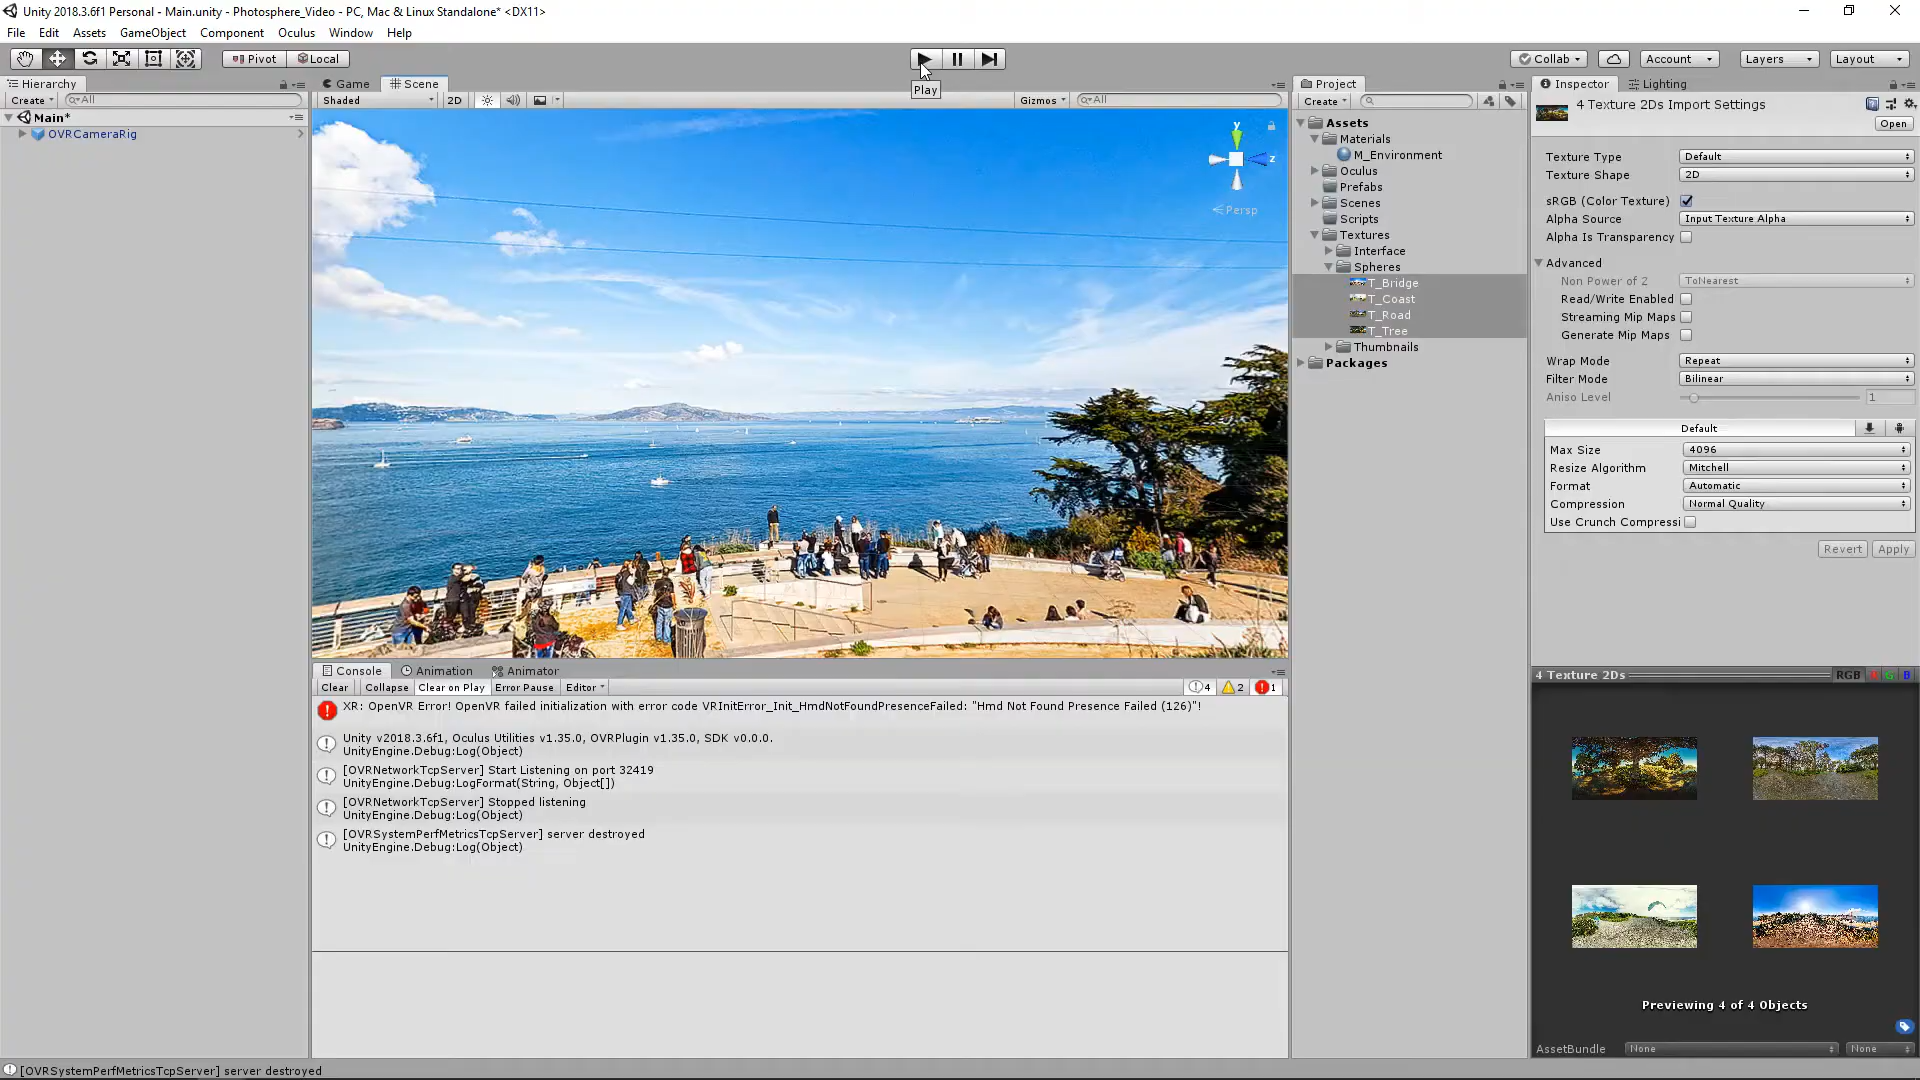 Unity 2018.3.6f1 Personal - Main.unity - Photosphere_Video - PC, Mac & Linux Standalone* <DX11>
File Edit Assets GameObject Component Oculus Window Help
Pivot Local
Play
Collab Account Layers Layout
Hierarchy
Create All
Main*
OVRCameraRig
Game Scene
Shaded 2D Gizmos All
y
z
Persp
Console Animation Animator
Clear Collapse Clear on Play Error Pause Editor 4 2 1
XR: OpenVR Error! OpenVR failed initialization with error code VRInitError_Init_HmdNotFoundPresenceFailed: "Hmd Not Found Presence Failed (126)"!
Unity v2018.3.6f1, Oculus Utilities v1.35.0, OVRPlugin v1.35.0, SDK v0.0.0.
UnityEngine.Debug:Log(Object)
[OVRNetworkTcpServer] Start Listening on port 32419
UnityEngine.Debug:LogFormat(String, Object[])
[OVRNetworkTcpServer] Stopped listening
UnityEngine.Debug:Log(Object)
[OVRSystemPerfMetricsTcpServer] server destroyed
UnityEngine.Debug:Log(Object)
[OVRSystemPerfMetricsTcpServer] server destroyed
Project
Create
Assets
Materials
M_Environment
Oculus
Prefabs
Scenes
Scripts
Textures
Interface
Spheres
T_Bridge
T_Coast
T_Road
T_Tree
Thumbnails
Packages
Inspector Lighting
4 Texture 2Ds Import Settings
Open
Texture Type Default
Texture Shape 2D
sRGB (Color Texture)
Alpha Source Input Texture Alpha
Alpha Is Transparency
Advanced
Non Power of 2 ToNearest
Read/Write Enabled
Streaming Mip Maps
Generate Mip Maps
Wrap Mode Repeat
Filter Mode Bilinear
Aniso Level 1
Default
Max Size 4096
Resize Algorithm Mitchell
Format Automatic
Compression Normal Quality
Use Crunch Compressi
Revert Apply
4 Texture 2Ds RGB R G B
Previewing 4 of 4 Objects
AssetBundle None None